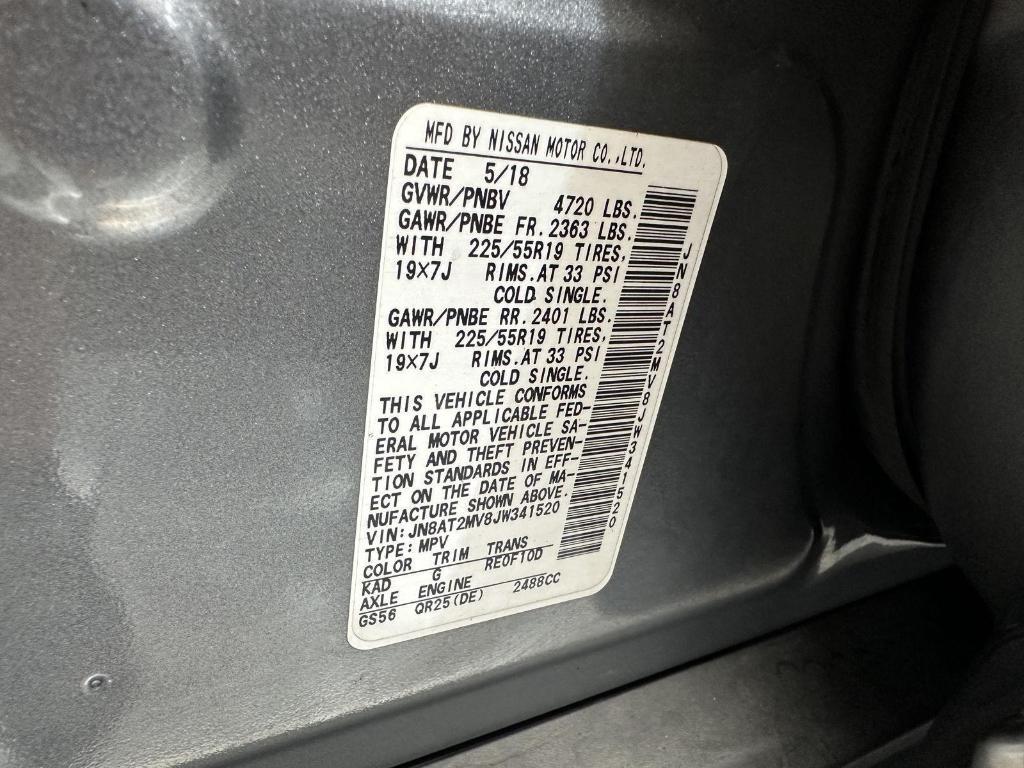 MFD BY NISSAN MOTOR CO.,LTD.
DATE 5/18
GVWR/PNBV 4720 LBS.
GAWR/PNBE FR. 2363 LBS.
WITH 225/55R19 TIRES,
19×7J RIMS.AT 33 PSI
COLD SINGLE.
GAWR/PNBE RR. 2401 LBS.
WITH 225/55R19 TIRES,
19×7J RIMS.AT 33 PSI
COLD SINGLE.
THIS VEHICLE CONFORMS
TO ALL APPLICABLE FED-
ERAL MOTOR VEHICLE SA-
FETY AND THEFT PREVEN-
TION STANDARDS IN EFF-
ECT ON THE DATE OF MA-
NUFACTURE SHOWN ABOVE.
VIN:JN8AT2MV8JW341520
TYPE:MPV
COLOR TRIM TRANS
KAD G RE0F10D
AXLE ENGINE
GS56 QR25(DE) 2488CC
JN8AT2MV8JW341520